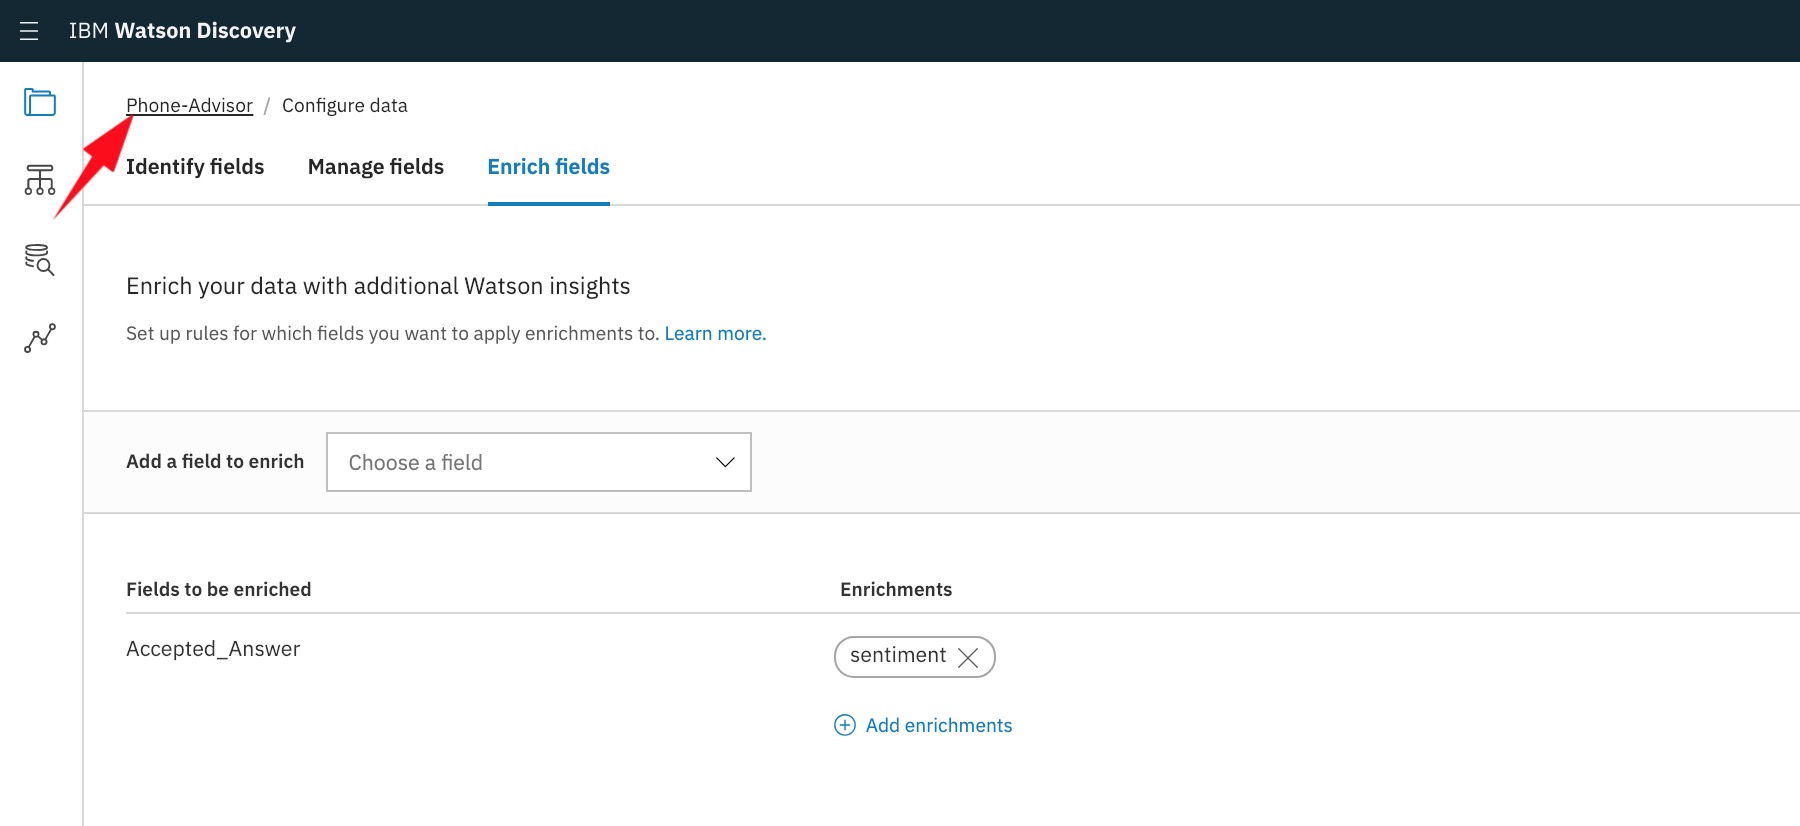 IBM Watson Discovery
Phone-Advisor / Configure data
Identify fields Manage fields Enrich fields
Enrich your data with additional Watson insights
Set up rules for which fields you want to apply enrichments to. Learn more.
Add a field to enrich Choose a field
Fields to be enriched Enrichments
Accepted_Answer sentiment
Add enrichments